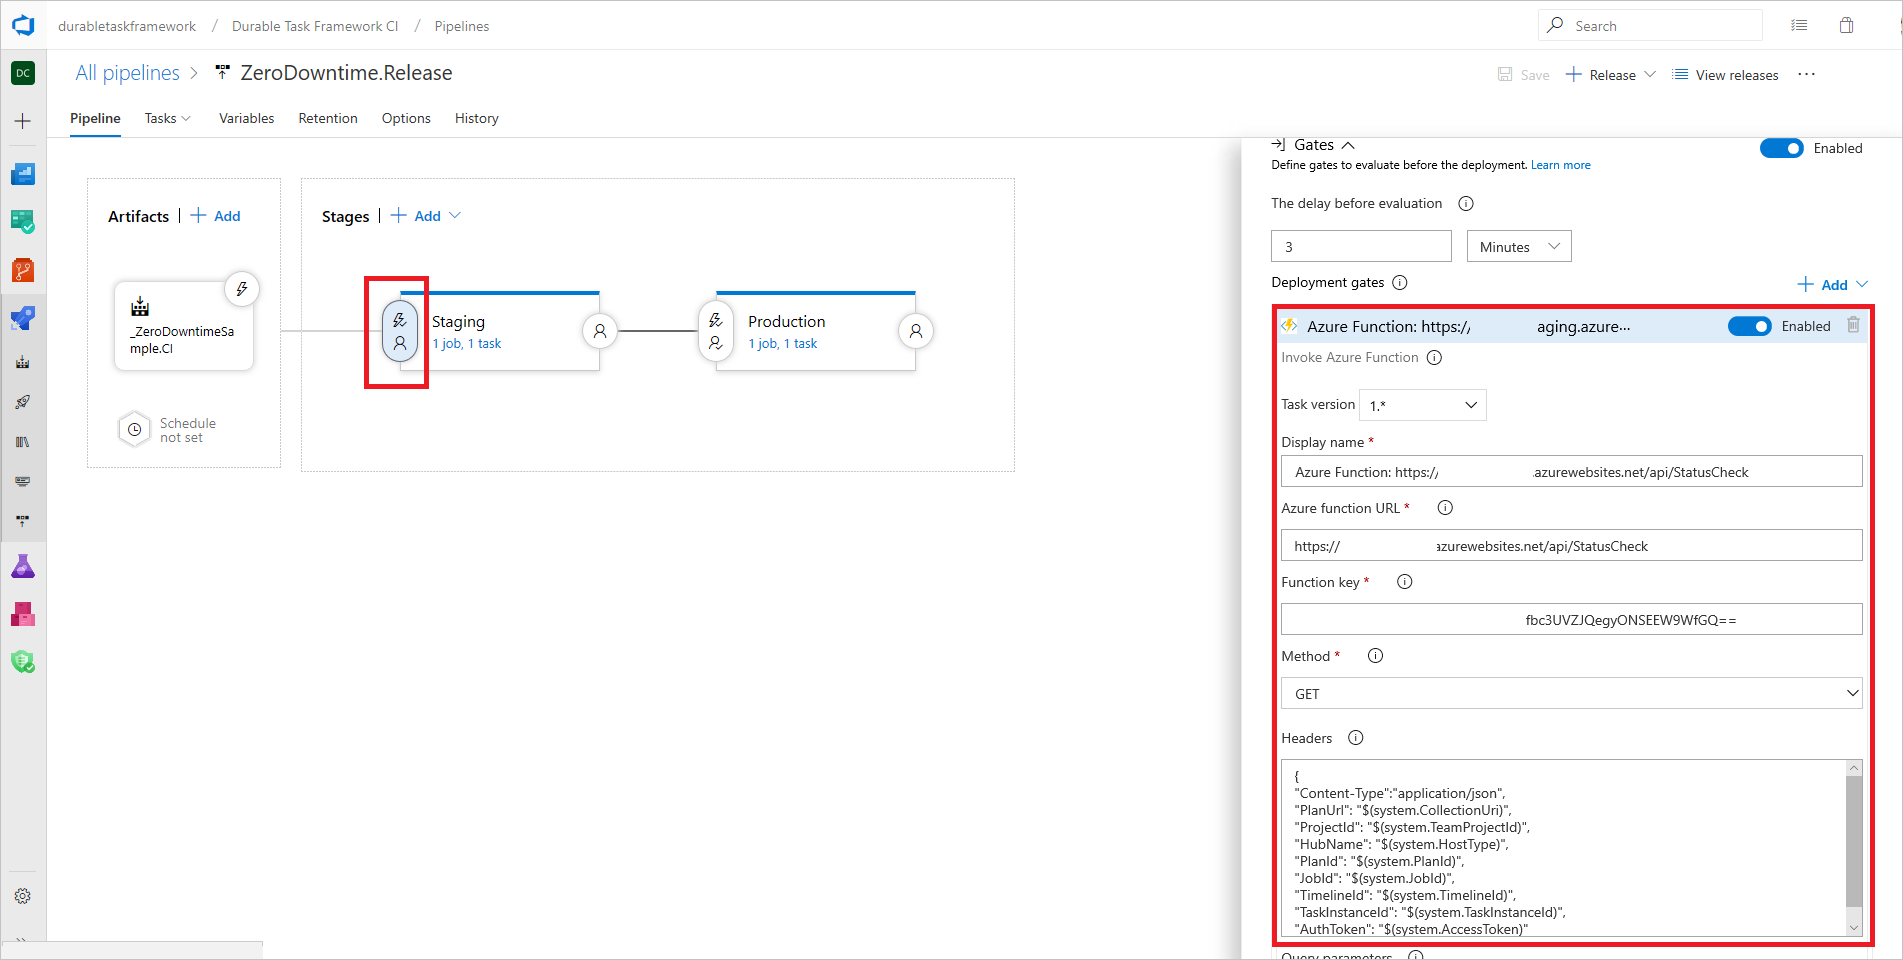 durabletaskframework / Durable Task Framework CI / Pipelines
Search
DC
All pipelines > ZeroDowntime.Release
Save
Release
View releases
Pipeline
Tasks
Variables
Retention
Options
History
Artifacts | + Add
_ZeroDowntimeSa
mple.CI
Schedule
not set
Stages | + Add
Staging
1 job, 1 task
Production
1 job, 1 task
Gates
Enabled
Define gates to evaluate before the deployment. Learn more
The delay before evaluation
3
Minutes
Deployment gates
+ Add
Azure Function: https:// aging.azure...
Enabled
Invoke Azure Function
Task version
1.*
Display name *
Azure Function: https:// .azurewebsites.net/api/StatusCheck
Azure function URL *
https:// azurewebsites.net/api/StatusCheck
Function key *
fbc3UVZJQegyONSEEW9WfGQ==
Method *
GET
Headers
{
"Content-Type":"application/json",
"PlanUrl": "$(system.CollectionUri)",
"ProjectId": "$(system.TeamProjectId)",
"HubName": "$(system.HostType)",
"PlanId": "$(system.PlanId)",
"JobId": "$(system.JobId)",
"TimelineId": "$(system.TimelineId)",
"TaskInstanceId": "$(system.TaskInstanceId)",
"AuthToken": "$(system.AccessToken)"
Query parameters